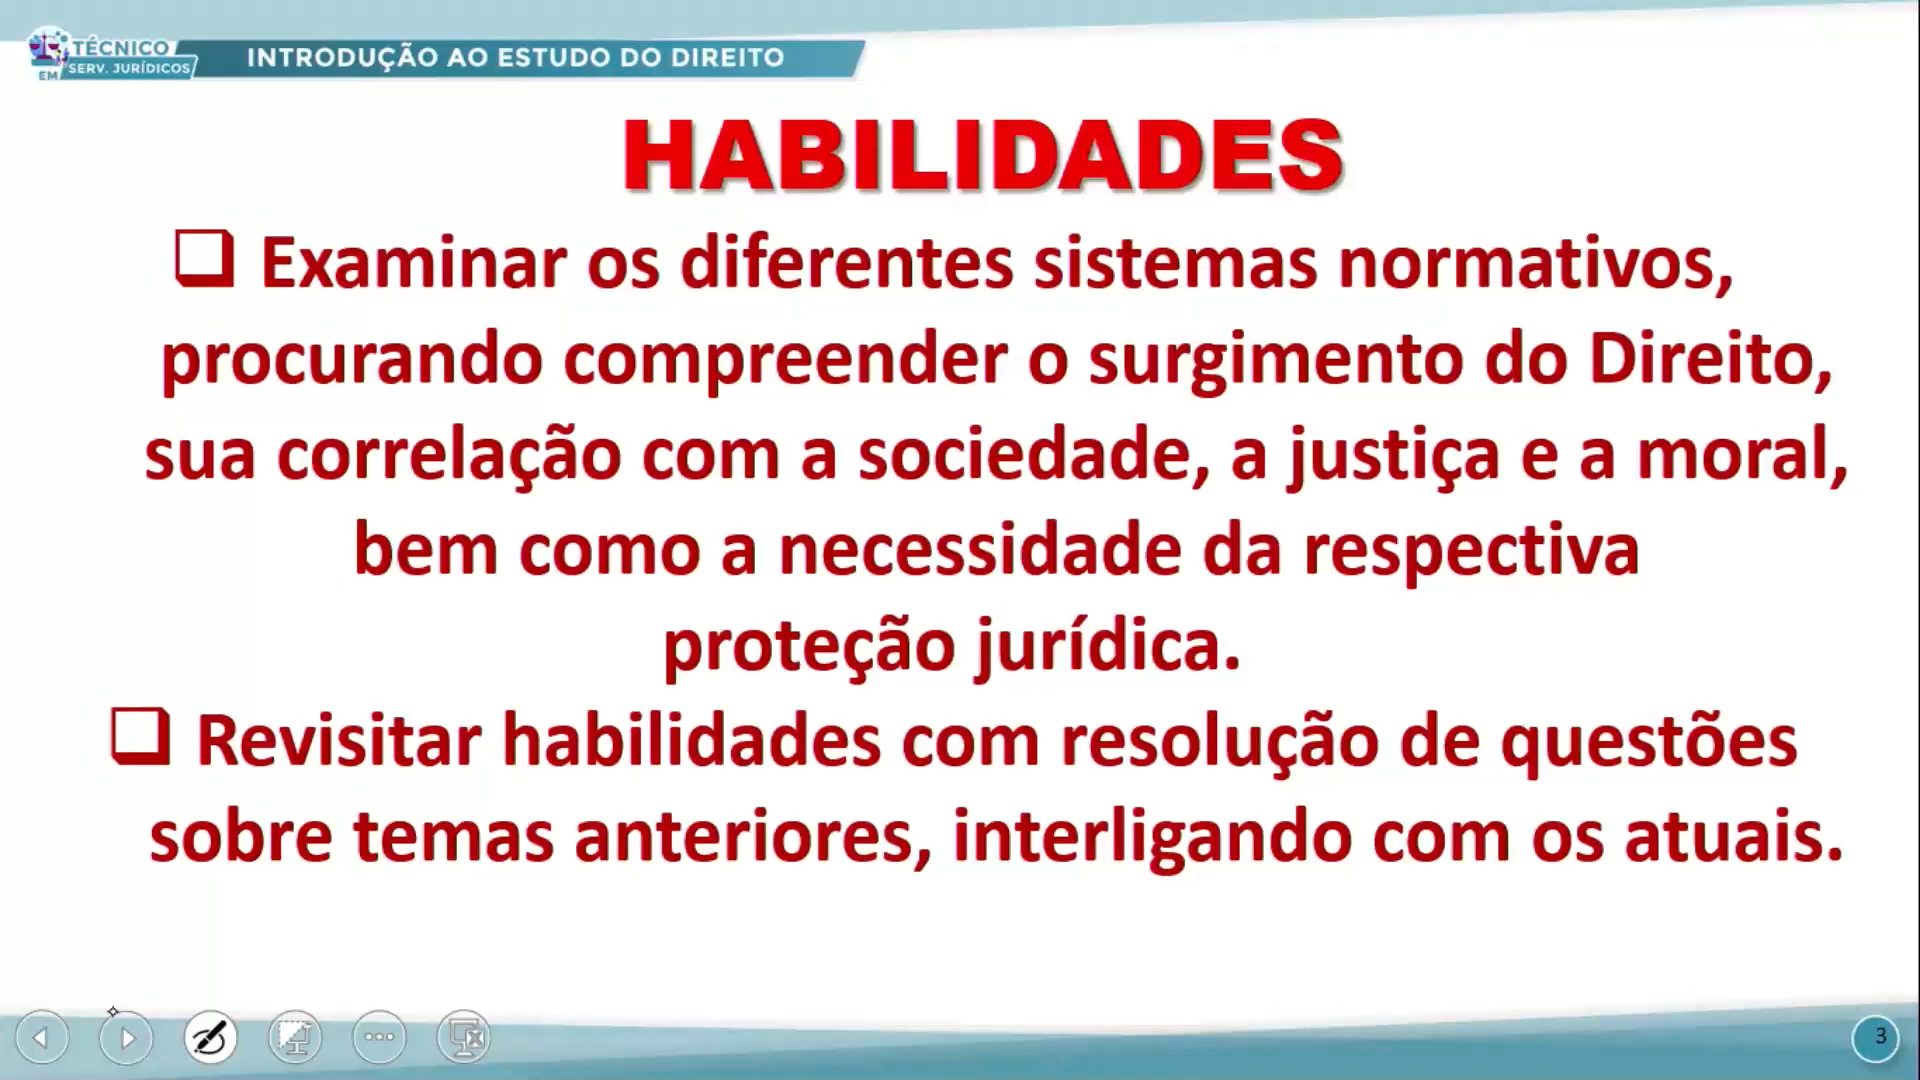 TÉCNICO
EM SERV. JURÍDICOS
INTRODUÇÃO AO ESTUDO DO DIREITO
HABILIDADES
❑ Examinar os diferentes sistemas normativos,
procurando compreender o surgimento do Direito,
sua correlação com a sociedade, a justiça e a moral,
bem como a necessidade da respectiva
proteção jurídica.
❑ Revisitar habilidades com resolução de questões
sobre temas anteriores, interligando com os atuais.
3